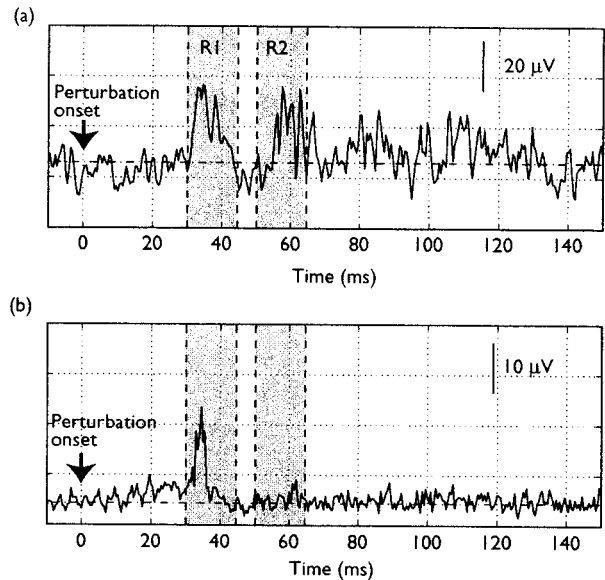 (a)
R1 R2
20 μV
Perturbation
onset
0 20 40 60 80 100 120 140
Time (ms)
(b)
10 μV
Perturbation
onset
0 20 40 60 80 100 120 140
Time (ms)